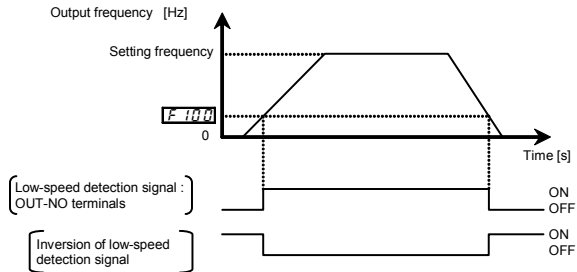 Output frequency [Hz]
Setting frequency
F100
0
Time [s]
Low-speed detection signal :
OUT-NO terminals
ON
OFF
Inversion of low-speed
detection signal
ON
OFF